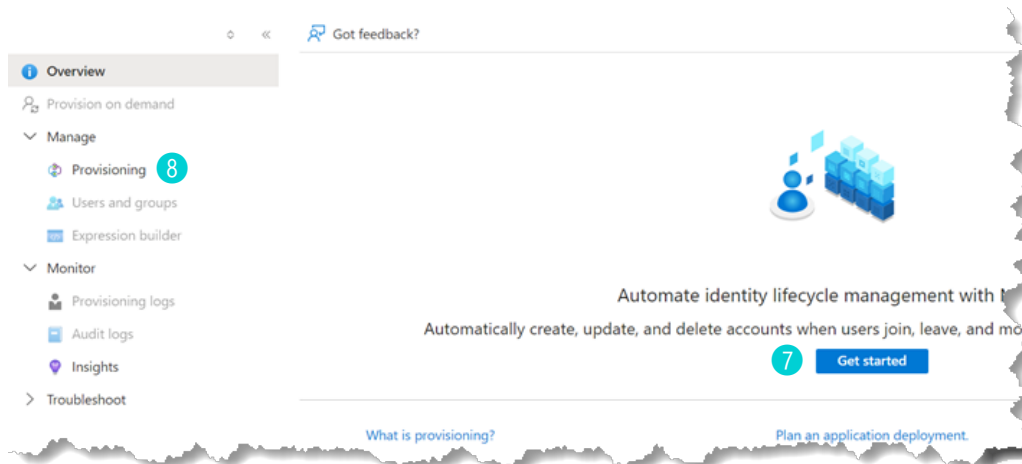 Got feedback?
Overview
Provision on demand
Manage
Provisioning 8
Users and groups
Expression builder
Monitor
Provisioning logs
Audit logs
Insights
Troubleshoot
Automate identity lifecycle management with
Automatically create, update, and delete accounts when users join, leave, and
7 Get started
What is provisioning?
Plan an application deployment.